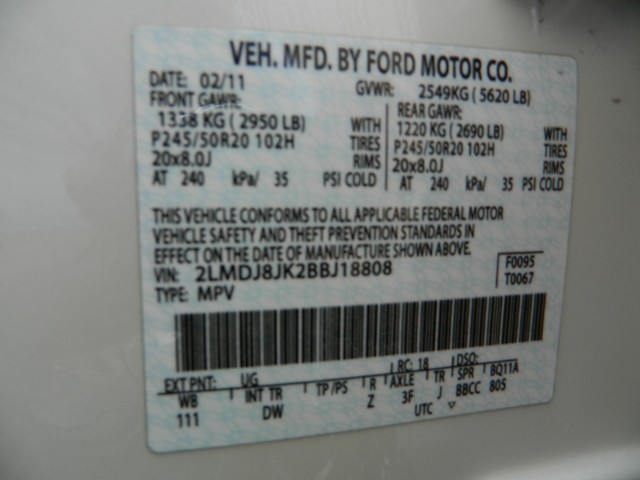 VEH. MFD. BY FORD MOTOR CO.
DATE: 02/11 GVWR: 2549KG ( 5620 LB)
FRONT GAWR: REAR GAWR:
1338 KG ( 2950 LB) WITH 1220 KG ( 2690 LB) WITH
P245/50R20 102H TIRES P245/50R20 102H TIRES
20x8.0J RIMS 20x8.0J RIMS
AT 240 kPa/ 35 PSI COLD AT 240 kPa/ 35 PSI COLD
THIS VEHICLE CONFORMS TO ALL APPLICABLE FEDERAL MOTOR
VEHICLE SAFETY AND THEFT PREVENTION STANDARDS IN
EFFECT ON THE DATE OF MANUFACTURE SHOWN ABOVE.
VIN: 2LMDJ8JK2BBJ18808 F0095
TYPE: MPV T0067
EXT PNT: UG RC: 18 DSO:
WB INT TR TP/PS R AXLE TR SPR BQ11A
111 DW Z 3F J BBCC 805
UTC ▽